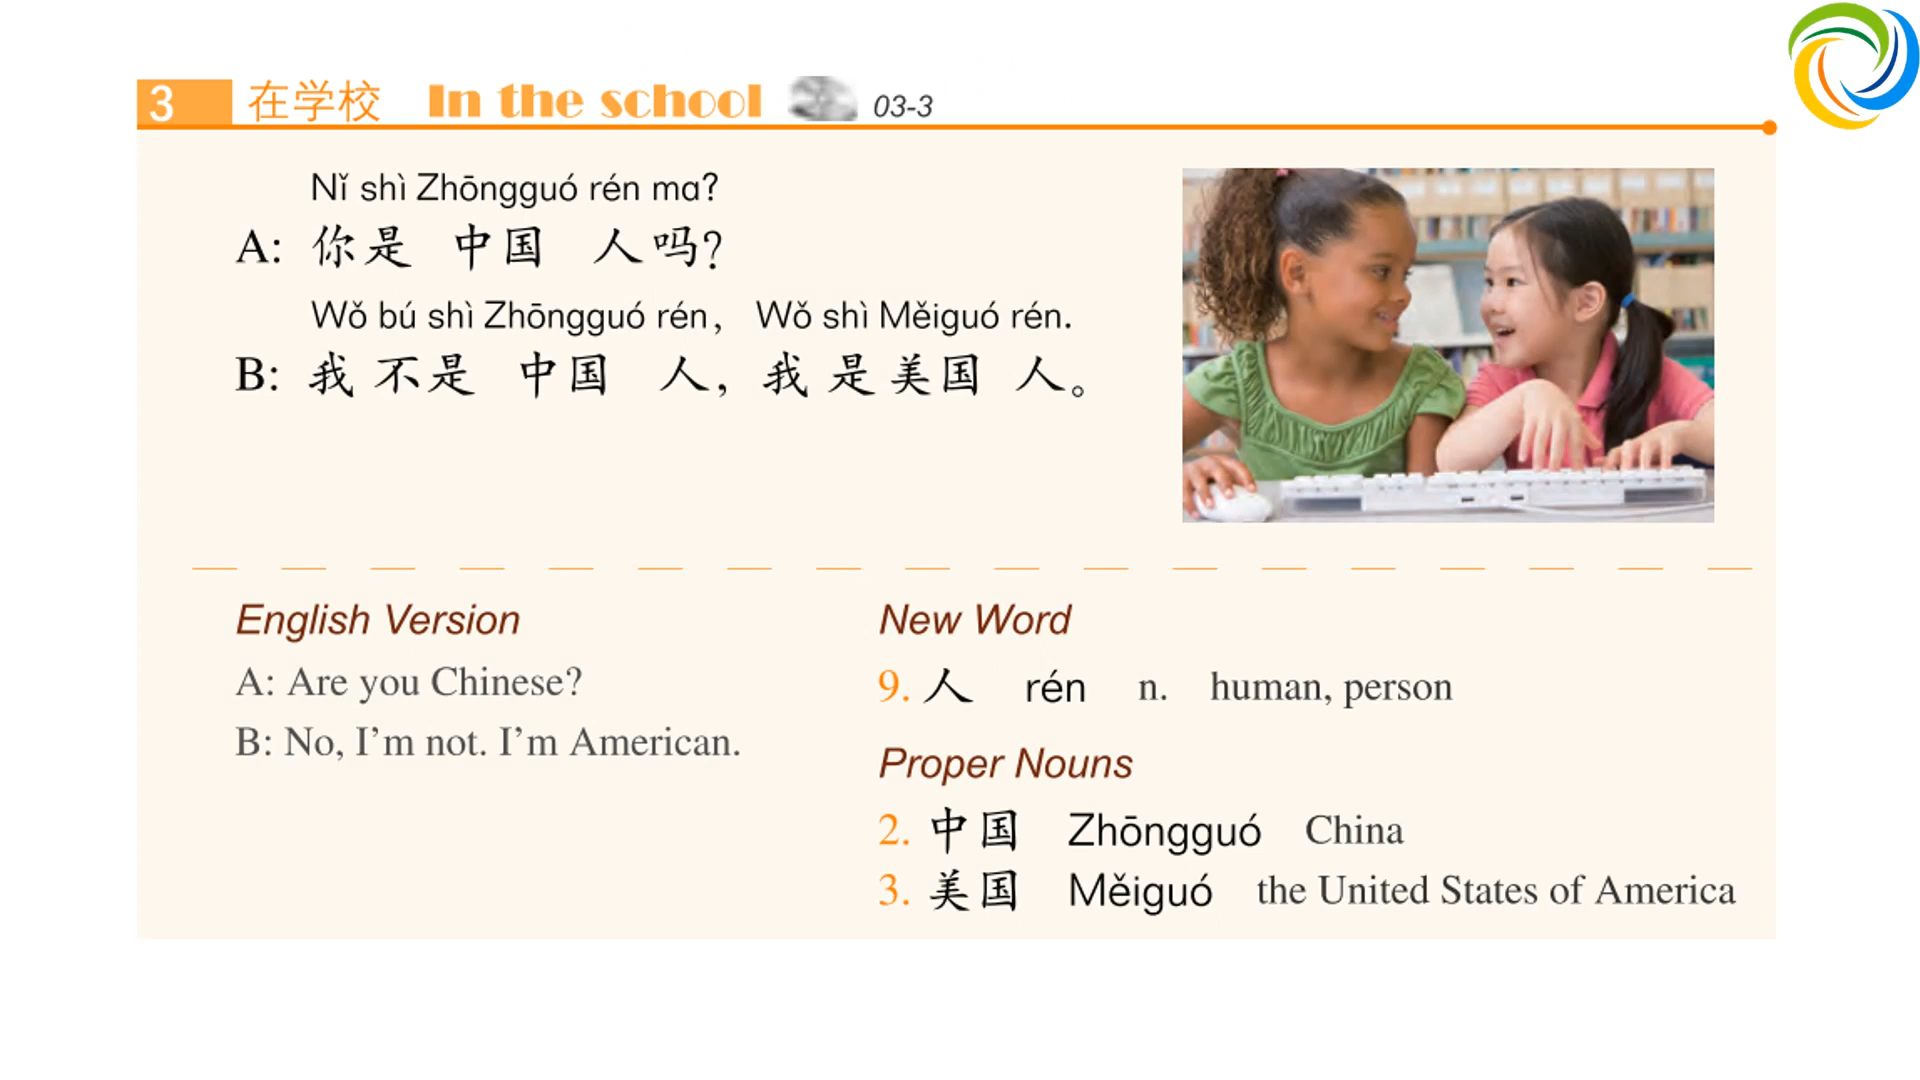 3 在学校 In the school 03-3
Nǐ shì Zhōngguó rén ma?
A: 你是 中国 人吗?
Wǒ bú shì Zhōngguó rén, Wǒ shì Měiguó rén.
B: 我 不是 中国 人, 我 是 美国 人。
English Version
A: Are you Chinese?
B: No, I'm not. I'm American.
New Word
9. 人 rén n. human, person
Proper Nouns
2. 中国 Zhōngguó China
3. 美国 Měiguó the United States of America